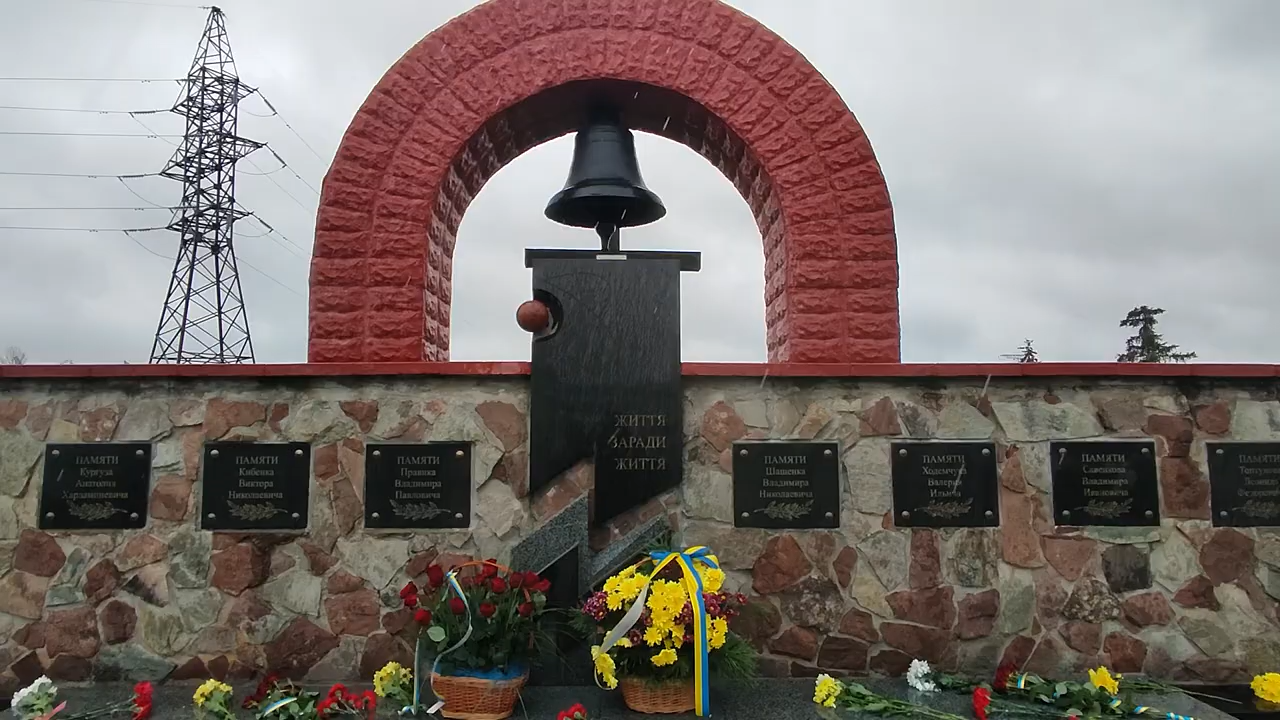 ЖИТТЯ
ЗАРАДИ
ЖИТТЯ
ПАМЯТИ
Кургуза
Анатолия
Харлампиевича
ПАМЯТИ
Кибенка
Виктора
Николаевича
ПАМЯТИ
Правика
Владимира
Павловича
ПАМЯТИ
Шашенка
Владимира
Николаевича
ПАМЯТИ
Ходемчука
Валерия
Ильича
ПАМЯТИ
Савенкова
Владимира
Ивановича